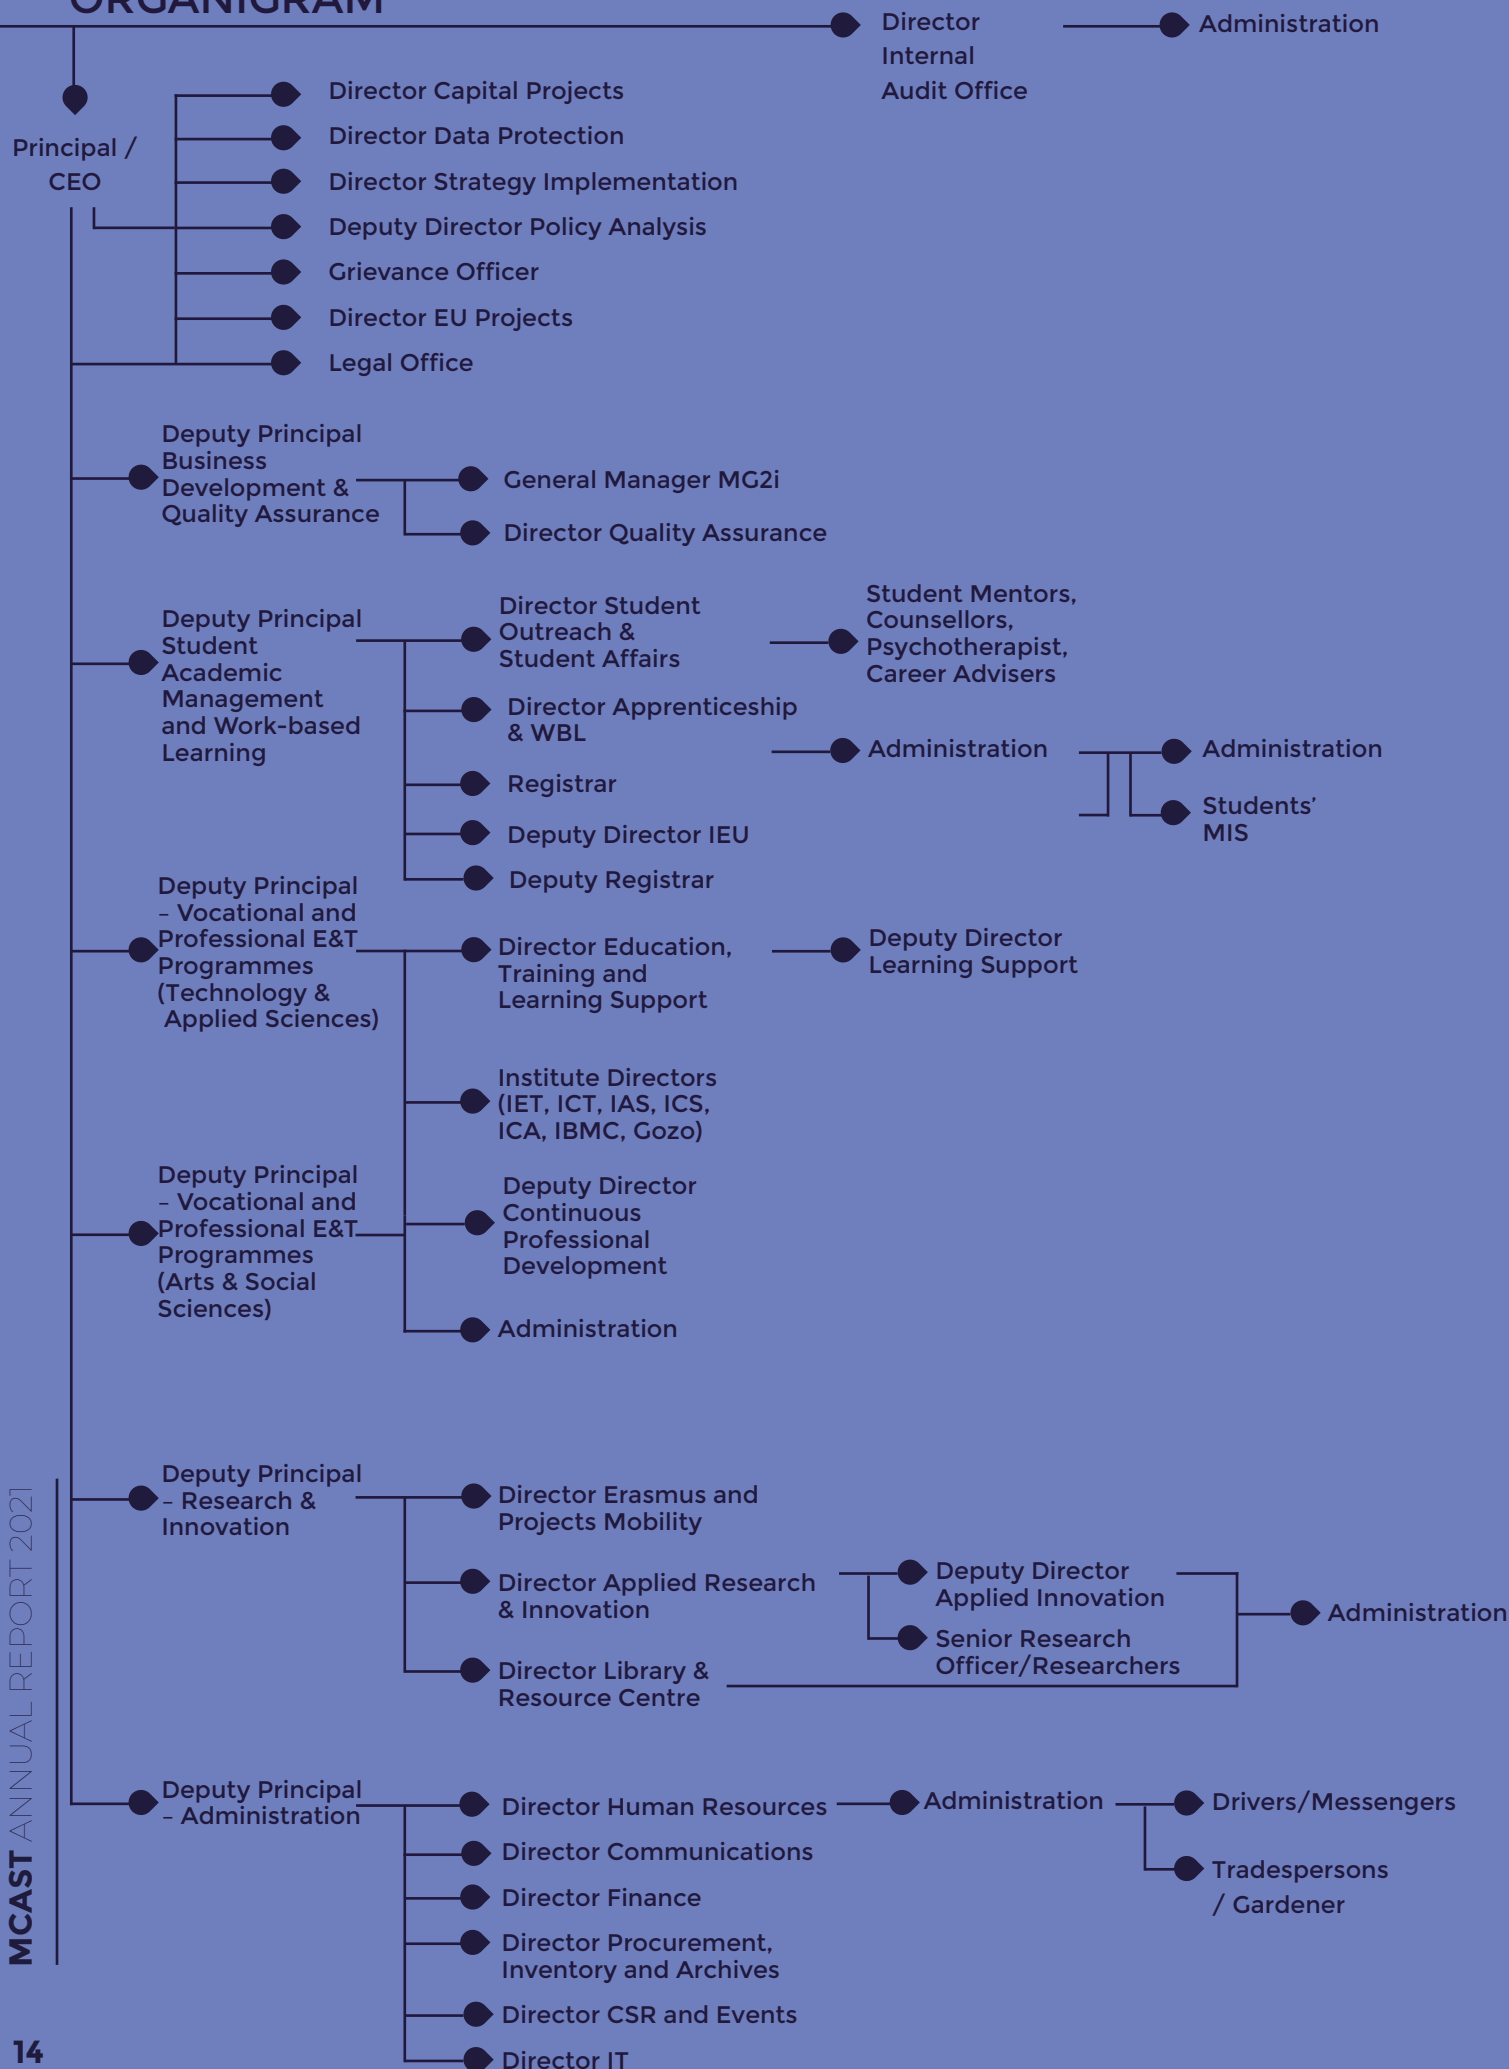 ORGANIGRAM
Director
Internal
Audit Office
Administration
Principal /
CEO
Director Capital Projects
Director Data Protection
Director Strategy Implementation
Deputy Director Policy Analysis
Grievance Officer
Director EU Projects
Legal Office
Deputy Principal
Business
Development &
Quality Assurance
General Manager MG2i
Director Quality Assurance
Deputy Principal
Student
Academic
Management
and Work-based
Learning
Director Student
Outreach &
Student Affairs
Student Mentors,
Counsellors,
Psychotherapist,
Career Advisers
Director Apprenticeship
& WBL
Administration
Administration
Students’
MIS
Registrar
Deputy Director IEU
Deputy Registrar
Deputy Principal
– Vocational and
Professional E&T
Programmes
(Technology &
Applied Sciences)
Director Education,
Training and
Learning Support
Deputy Director
Learning Support
Institute Directors
(IET, ICT, IAS, ICS,
ICA, IBMC, Gozo)
Deputy Principal
– Vocational and
Professional E&T
Programmes
(Arts & Social
Sciences)
Deputy Director
Continuous
Professional
Development
Administration
Deputy Principal
– Research &
Innovation
Director Erasmus and
Projects Mobility
Director Applied Research
& Innovation
Deputy Director
Applied Innovation
Senior Research
Officer/Researchers
Administration
Director Library &
Resource Centre
Deputy Principal
– Administration
Director Human Resources
Administration
Drivers/Messengers
Tradespersons
/ Gardener
Director Communications
Director Finance
Director Procurement,
Inventory and Archives
Director CSR and Events
Director IT
MCAST ANNUAL REPORT 2021
14